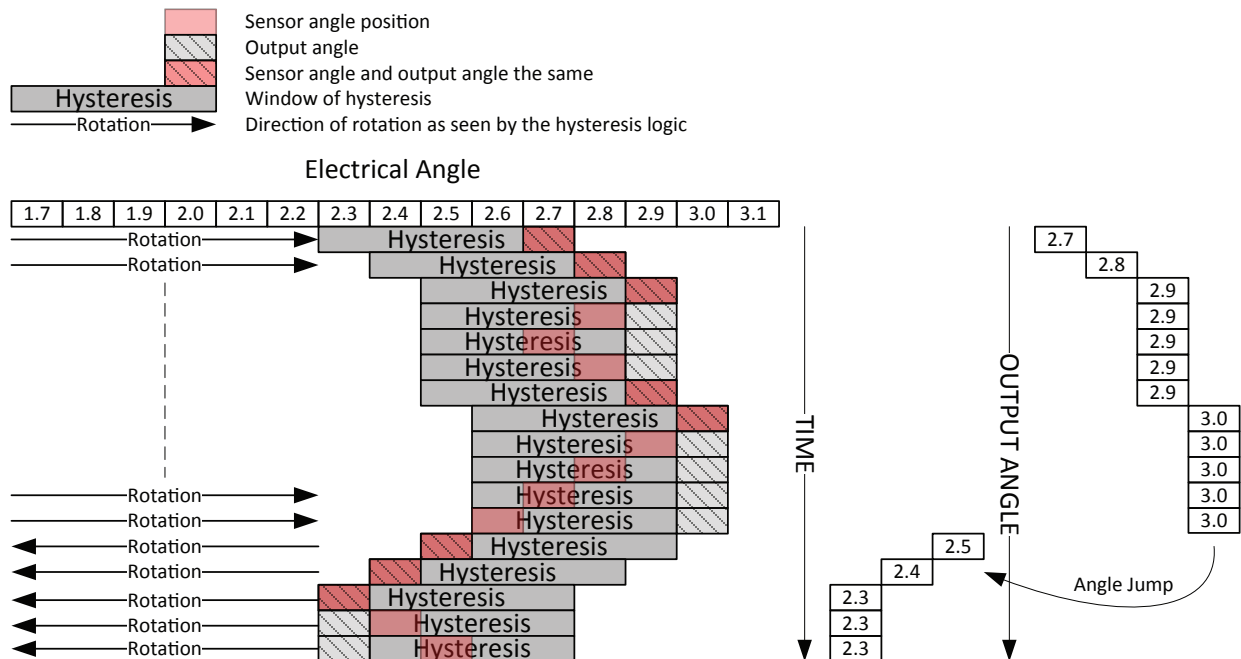 Sensor angle position
Output angle
Sensor angle and output angle the same
Hysteresis Window of hysteresis
Rotation Direction of rotation as seen by the hysteresis logic
Electrical Angle
1.7 1.8 1.9 2.0 2.1 2.2 2.3 2.4 2.5 2.6 2.7 2.8 2.9 3.0 3.1
Rotation Hysteresis 2.7
Rotation Hysteresis 2.8
Hysteresis 2.9
Hysteresis 2.9
Hysteresis 2.9
Hysteresis 2.9
Hysteresis 2.9
Hysteresis 3.0
Hysteresis 3.0
Hysteresis 3.0
Rotation Hysteresis 3.0
Rotation Hysteresis 3.0
Rotation Hysteresis 2.5
Rotation Hysteresis 2.4
Rotation Hysteresis 2.3
Rotation Hysteresis 2.3
Rotation Hysteresis 2.3
TIME
OUTPUT ANGLE
Angle Jump